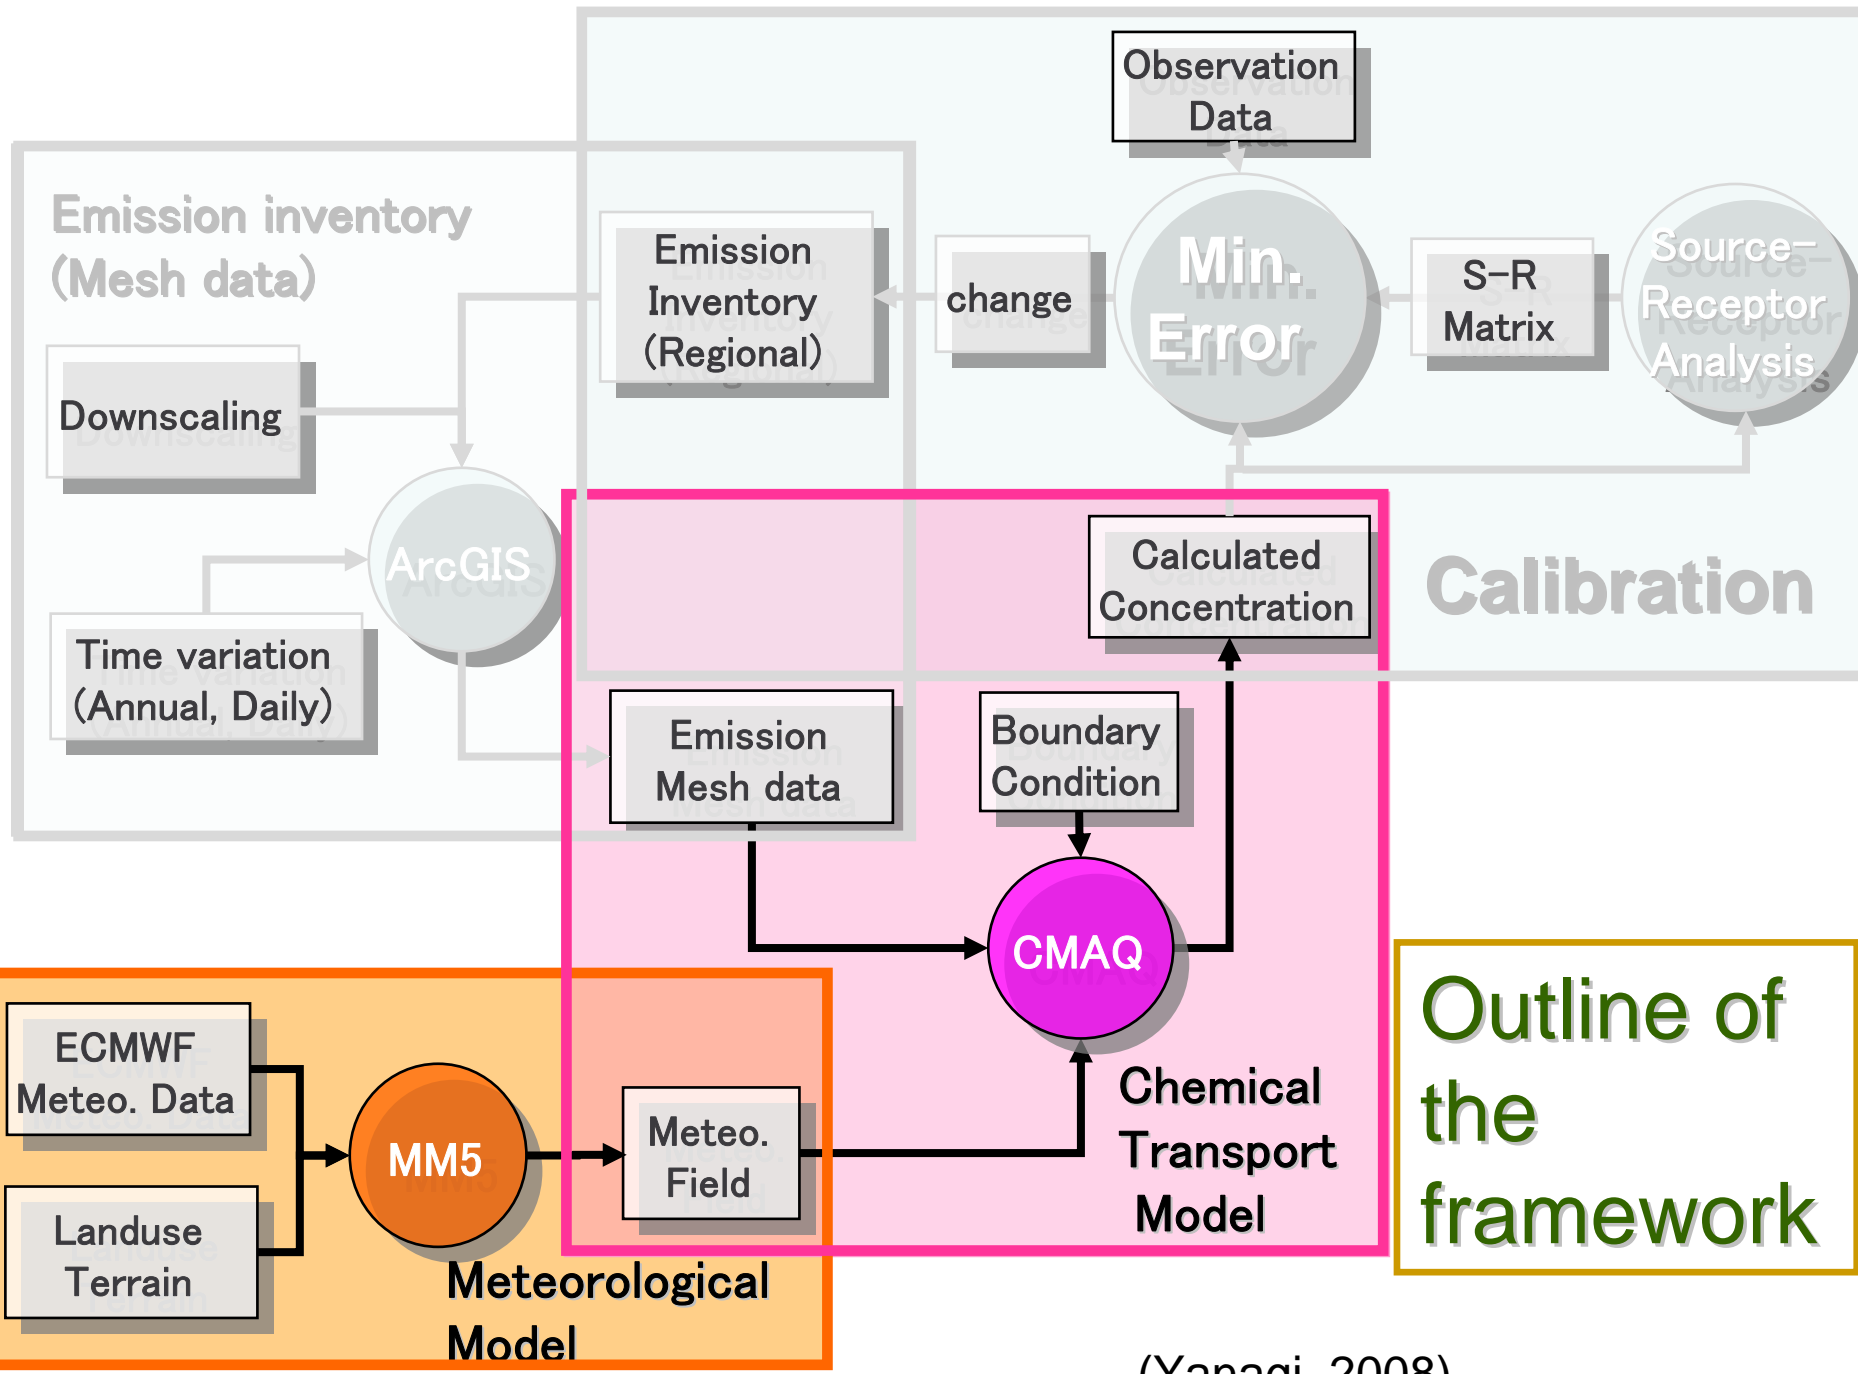 Observation
Data
Emission inventory
(Mesh data)
Emission
Inventory
(Regional)
change
Min.
Error
S-R
Matrix
Source-
Receptor
Analysis
Downscaling
ArcGIS
Time variation
(Annual, Daily)
Calculated
Concentration
Calibration
Emission
Mesh data
Boundary
Condition
CMAQ
ECMWF
Meteo. Data
MM5
Meteo.
Field
Landuse
Terrain
Chemical
Transport
Model
Meteorological
Model
Outline of
the
framework
(Yanagi, 2008)